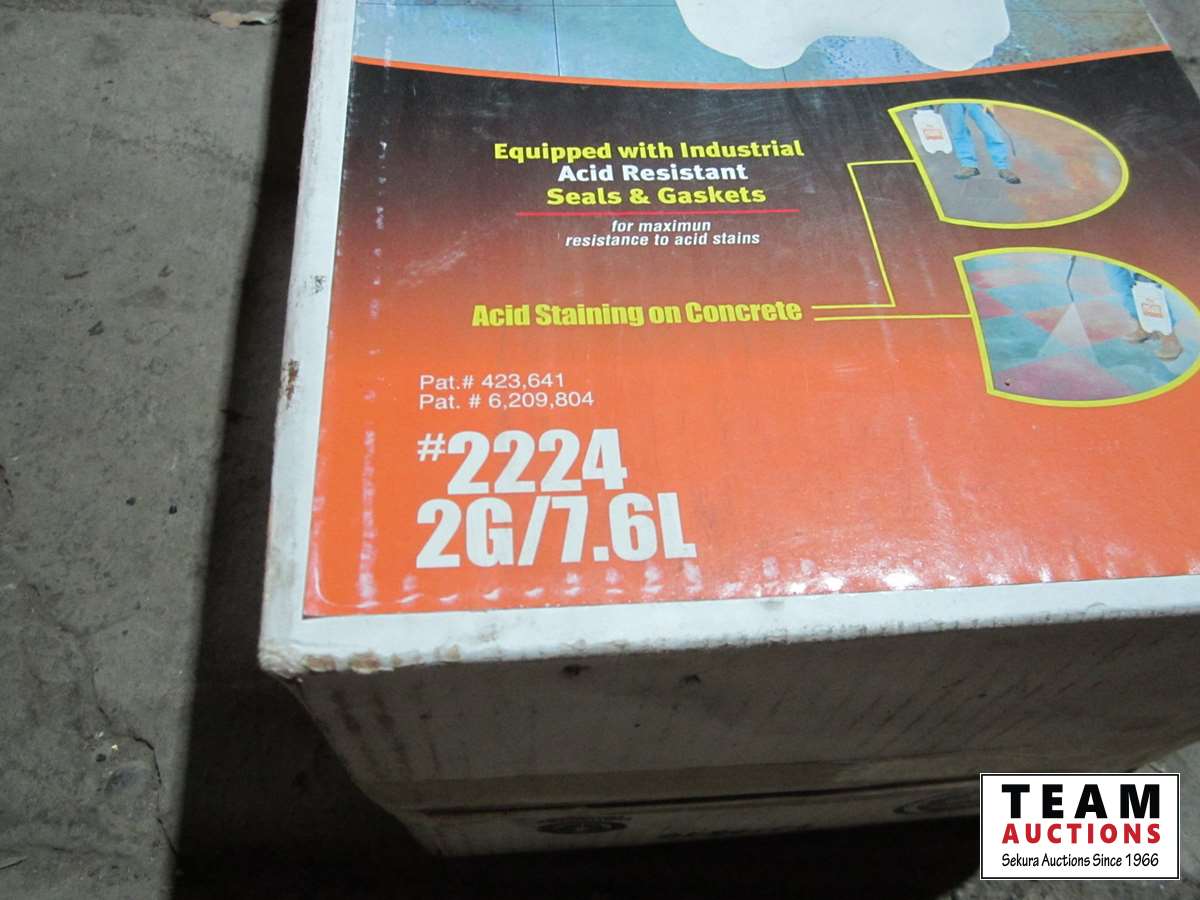 Equipped with Industrial
Acid Resistant
Seals & Gaskets
for maximun
resistance to acid stains
Acid Staining on Concrete
Pat.# 423,641
Pat. # 6,209,804
#2224
2G/7.6L
TEAM
AUCTIONS
Sekura Auctions Since 1966